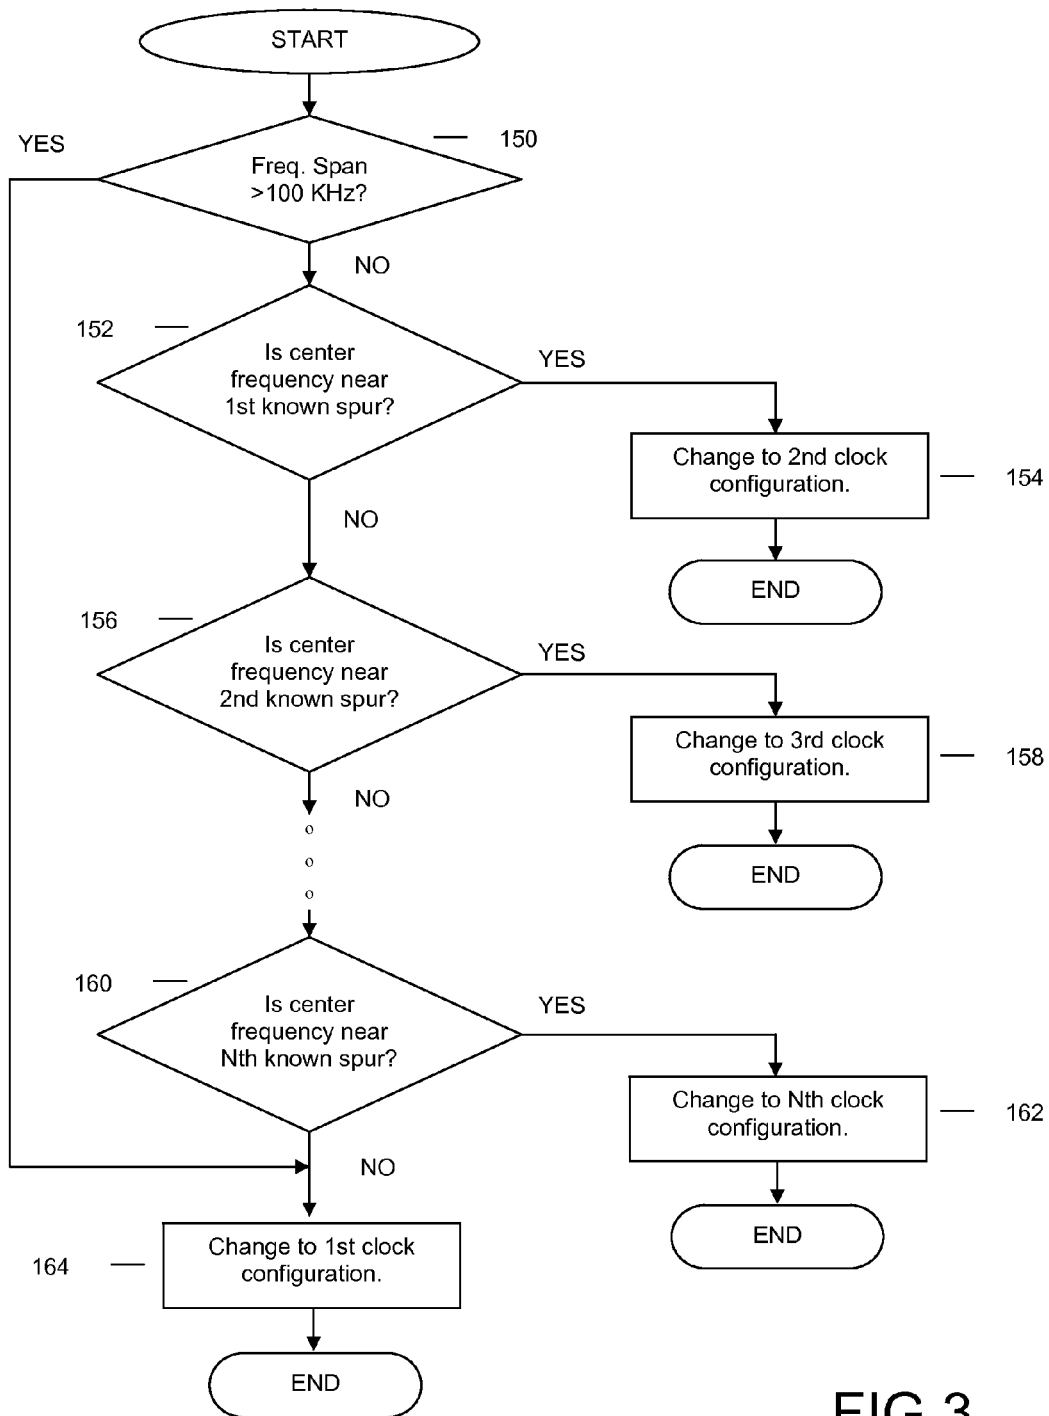 START
YES
150
Freq. Span
>100 KHz?
NO
152
Is center
frequency near
1st known spur?
YES
Change to 2nd clock
configuration.
154
NO
END
156
Is center
frequency near
2nd known spur?
YES
Change to 3rd clock
configuration.
158
NO
END
160
Is center
frequency near
Nth known spur?
YES
Change to Nth clock
configuration.
162
NO
END
164
Change to 1st clock
configuration.
END
FIG 3